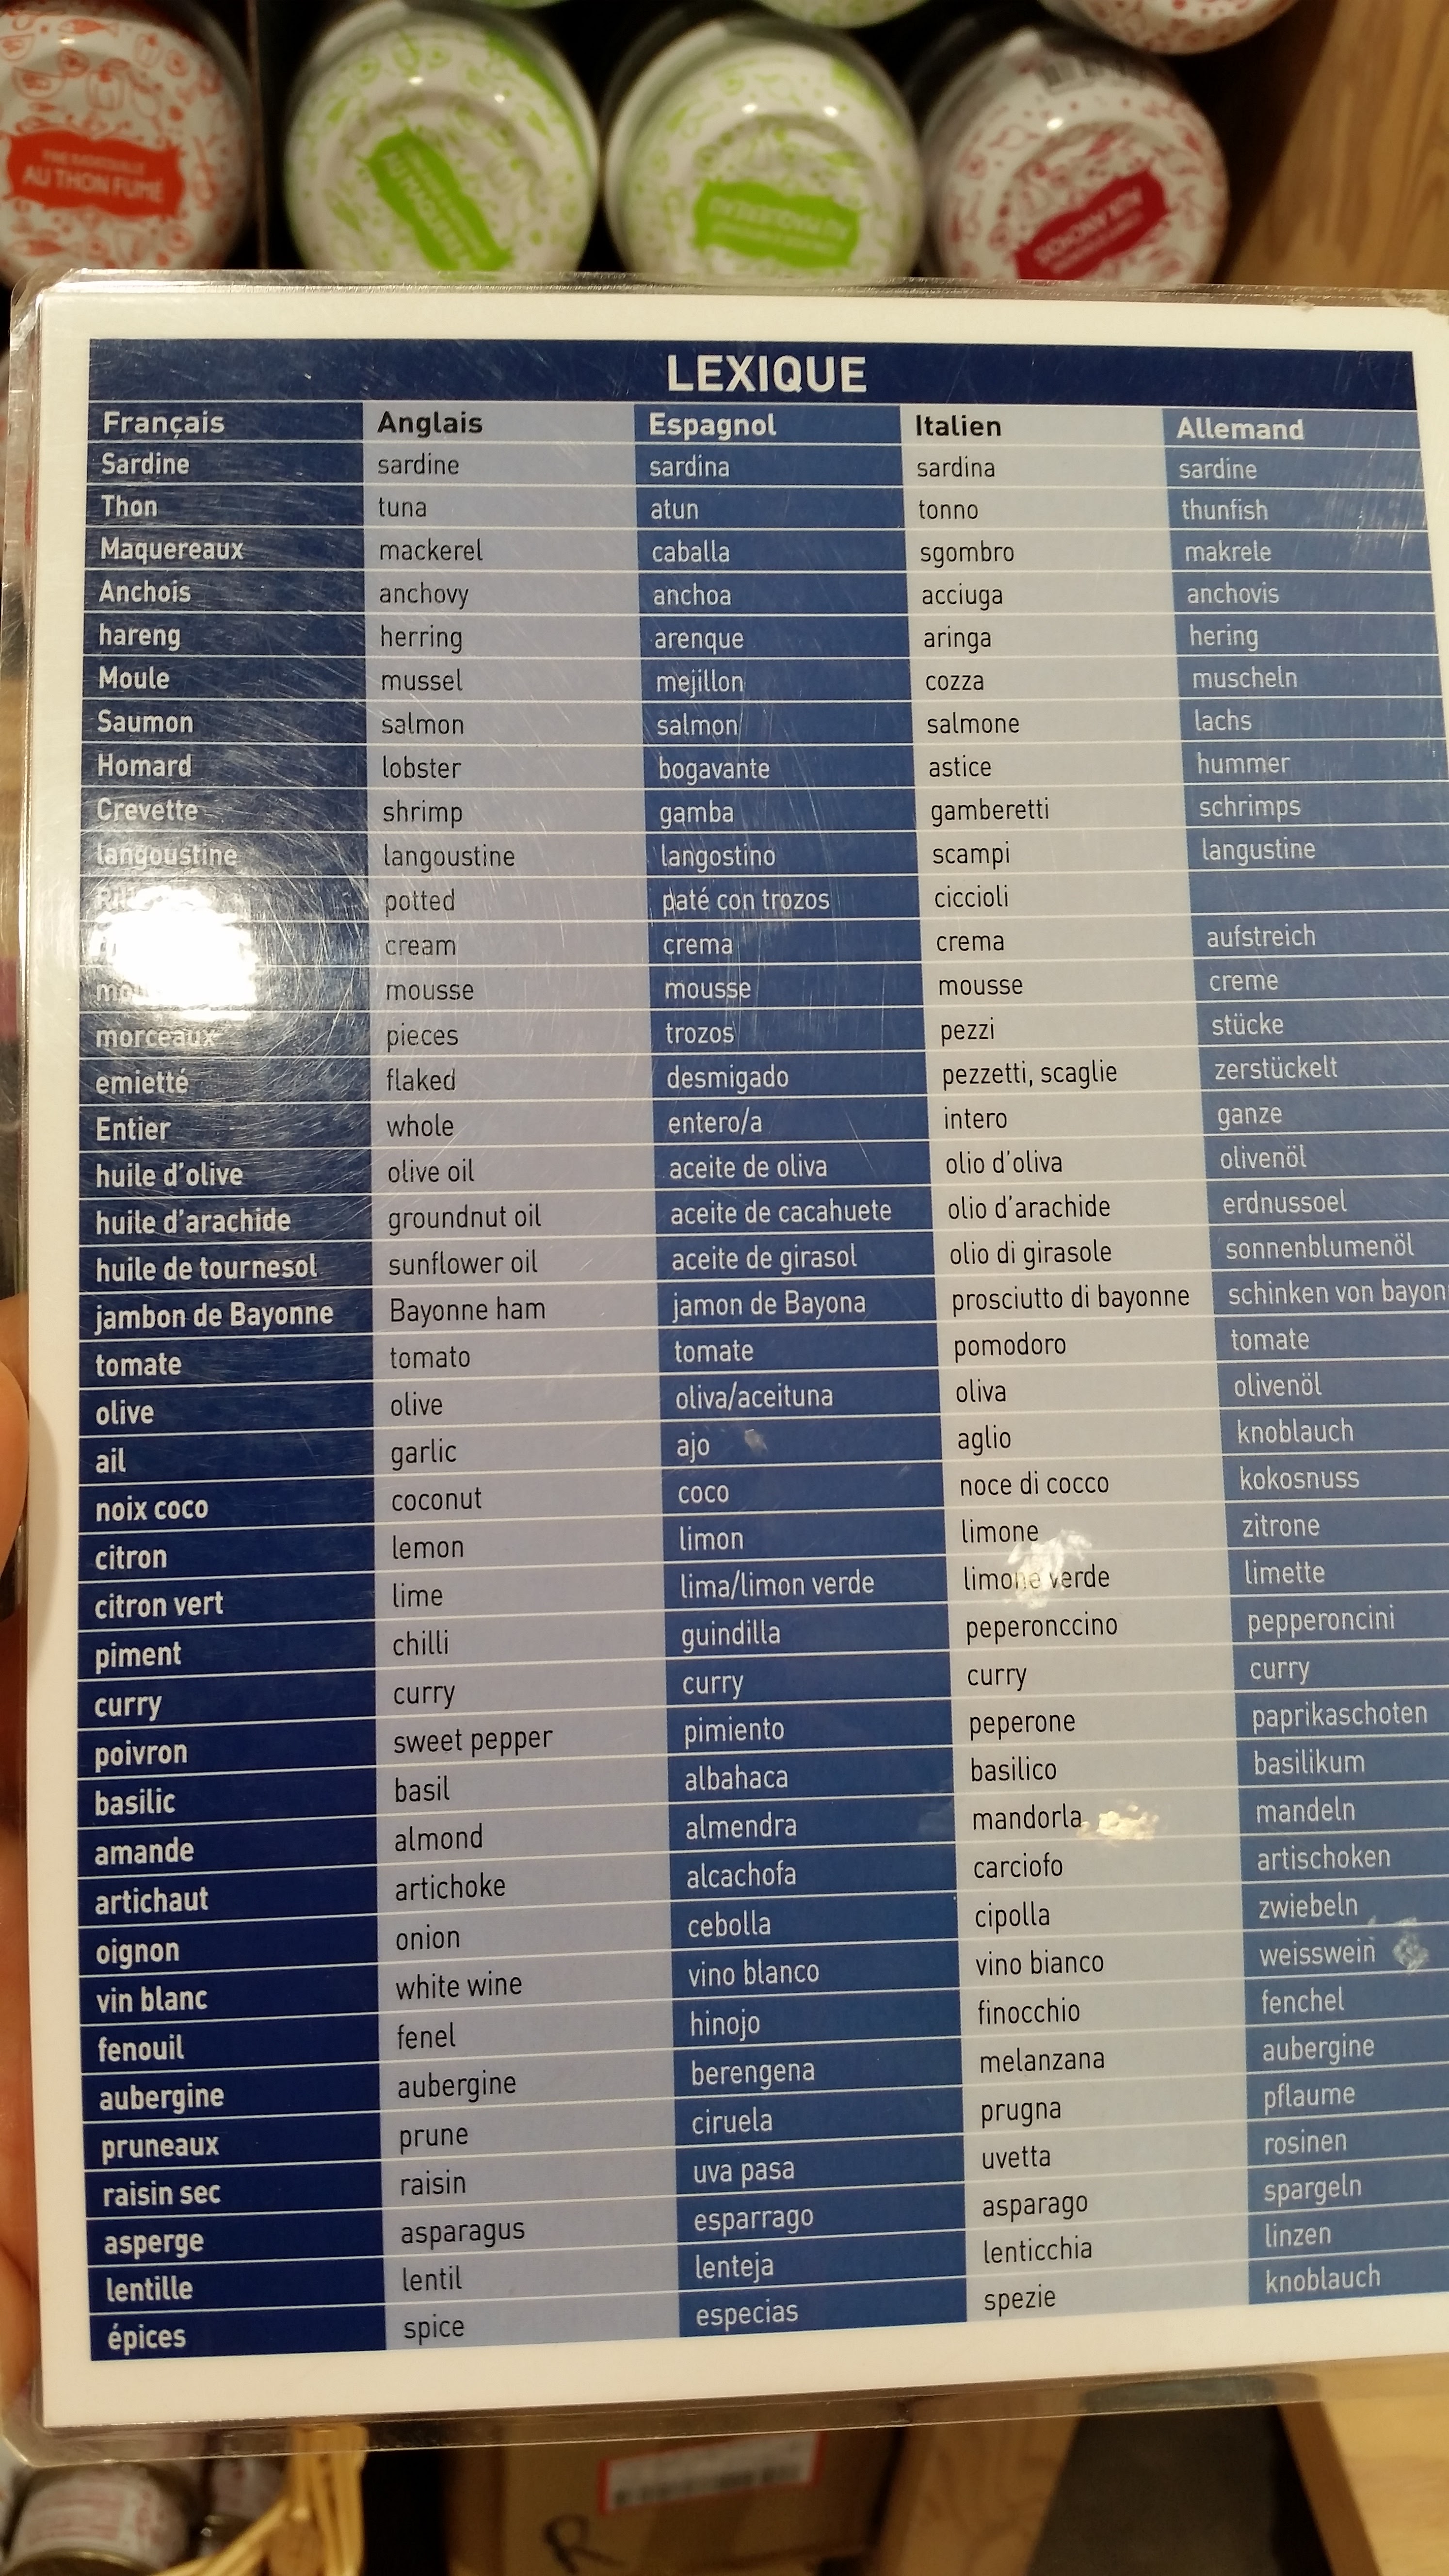 AU THON FUMÉ
LEXIQUE
Français Anglais Espagnol Italien Allemand
Sardine sardine sardina sardina sardine
Thon tuna atun tonno thunfish
Maquereaux mackerel caballa sgombro makrele
Anchois anchovy anchoa acciuga anchovis
hareng herring arenque aringa hering
Moule mussel mejillon cozza muscheln
Saumon salmon salmon salmone lachs
Homard lobster bogavante astice hummer
Crevette shrimp gamba gamberetti schrimps
langoustine langoustine langostino scampi langustine
potted paté con trozos ciccioli
cream crema crema aufstreich
mousse mousse mousse creme
morceaux pieces trozos pezzi stücke
emietté flaked desmigado pezzetti, scaglie zerstückelt
Entier whole entero/a intero ganze
huile d'olive olive oil aceite de oliva olio d'oliva olivenöl
huile d'arachide groundnut oil aceite de cacahuete olio d'arachide erdnussoel
huile de tournesol sunflower oil aceite de girasol olio di girasole sonnenblumenöl
jambon de Bayonne Bayonne ham jamon de Bayona prosciutto di bayonne schinken von bayon
tomate tomato tomate pomodoro tomate
olive olive oliva/aceituna oliva olivenöl
ail garlic ajo aglio knoblauch
noix coco coconut coco noce di cocco kokosnuss
citron lemon limon limone zitrone
citron vert lime lima/limon verde limone verde limette
piment chilli guindilla peperonccino pepperoncini
curry curry curry curry curry
poivron sweet pepper pimiento peperone paprikaschoten
basilic basil albahaca basilico basilikum
amande almond almendra mandorla mandeln
artichaut artichoke alcachofa carciofo artischoken
oignon onion cebolla cipolla zwiebeln
vin blanc white wine vino blanco vino bianco weisswein
fenouil fenel hinojo finocchio fenchel
aubergine aubergine berengena melanzana aubergine
pruneaux prune ciruela prugna pflaume
raisin sec raisin uva pasa uvetta rosinen
asperge asparagus esparrago asparago spargeln
lentille lentil lenteja lenticchia linzen
épices spice especias spezie knoblauch
R